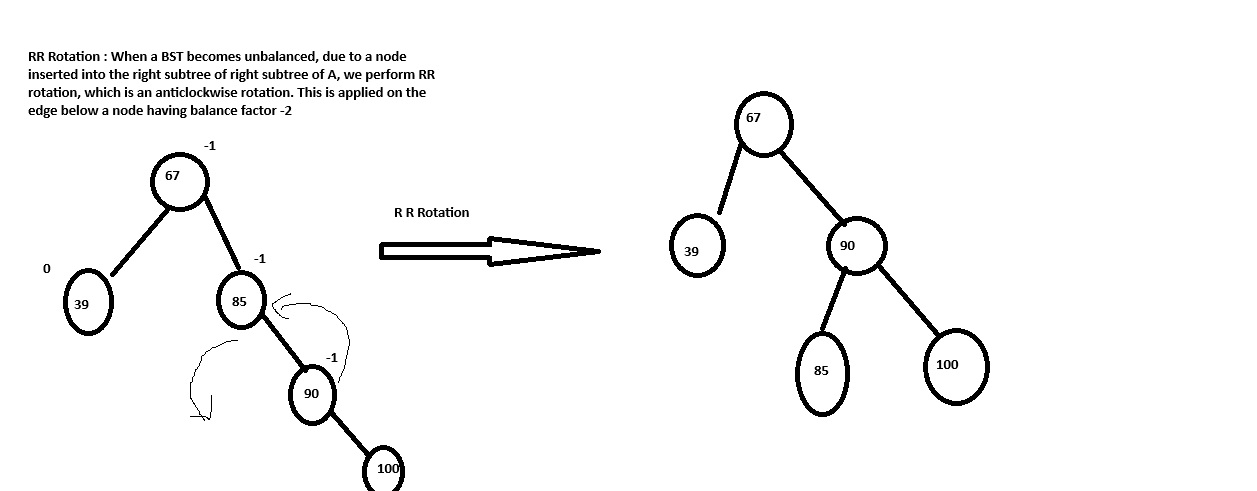 RR Rotation : When a BST becomes unbalanced, due to a node
inserted into the right subtree of right subtree of A, we perform RR
rotation, which is an anticlockwise rotation. This is applied on the
edge below a node having balance factor -2
-1
67
0
39
-1
85
-1
90
100
R R Rotation
67
39
90
85
100